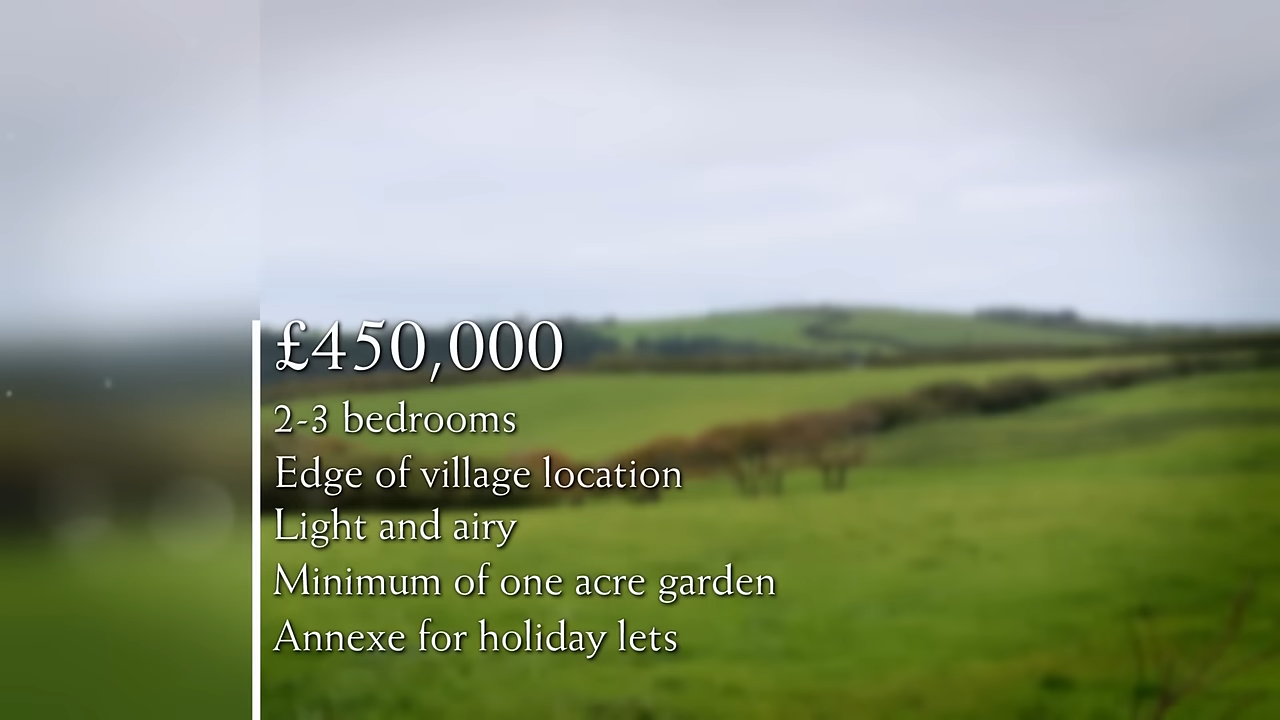 £450,000
2-3 bedrooms
Edge of village location
Light and airy
Minimum of one acre garden
Annexe for holiday lets